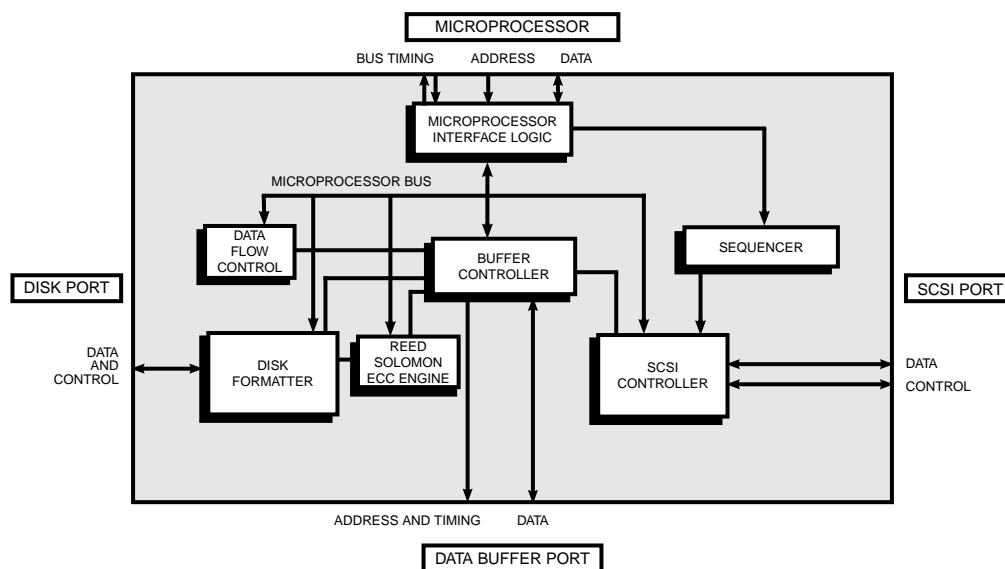 MICROPROCESSOR
BUS TIMING
ADDRESS
DATA
MICROPROCESSOR
INTERFACE LOGIC
MICROPROCESSOR BUS
DATA
FLOW
CONTROL
BUFFER
CONTROLLER
SEQUENCER
DISK PORT
SCSI PORT
DATA
AND
CONTROL
DISK
FORMATTER
REED
SOLOMON
ECC ENGINE
SCSI
CONTROLLER
DATA
CONTROL
ADDRESS AND TIMING
DATA
DATA BUFFER PORT